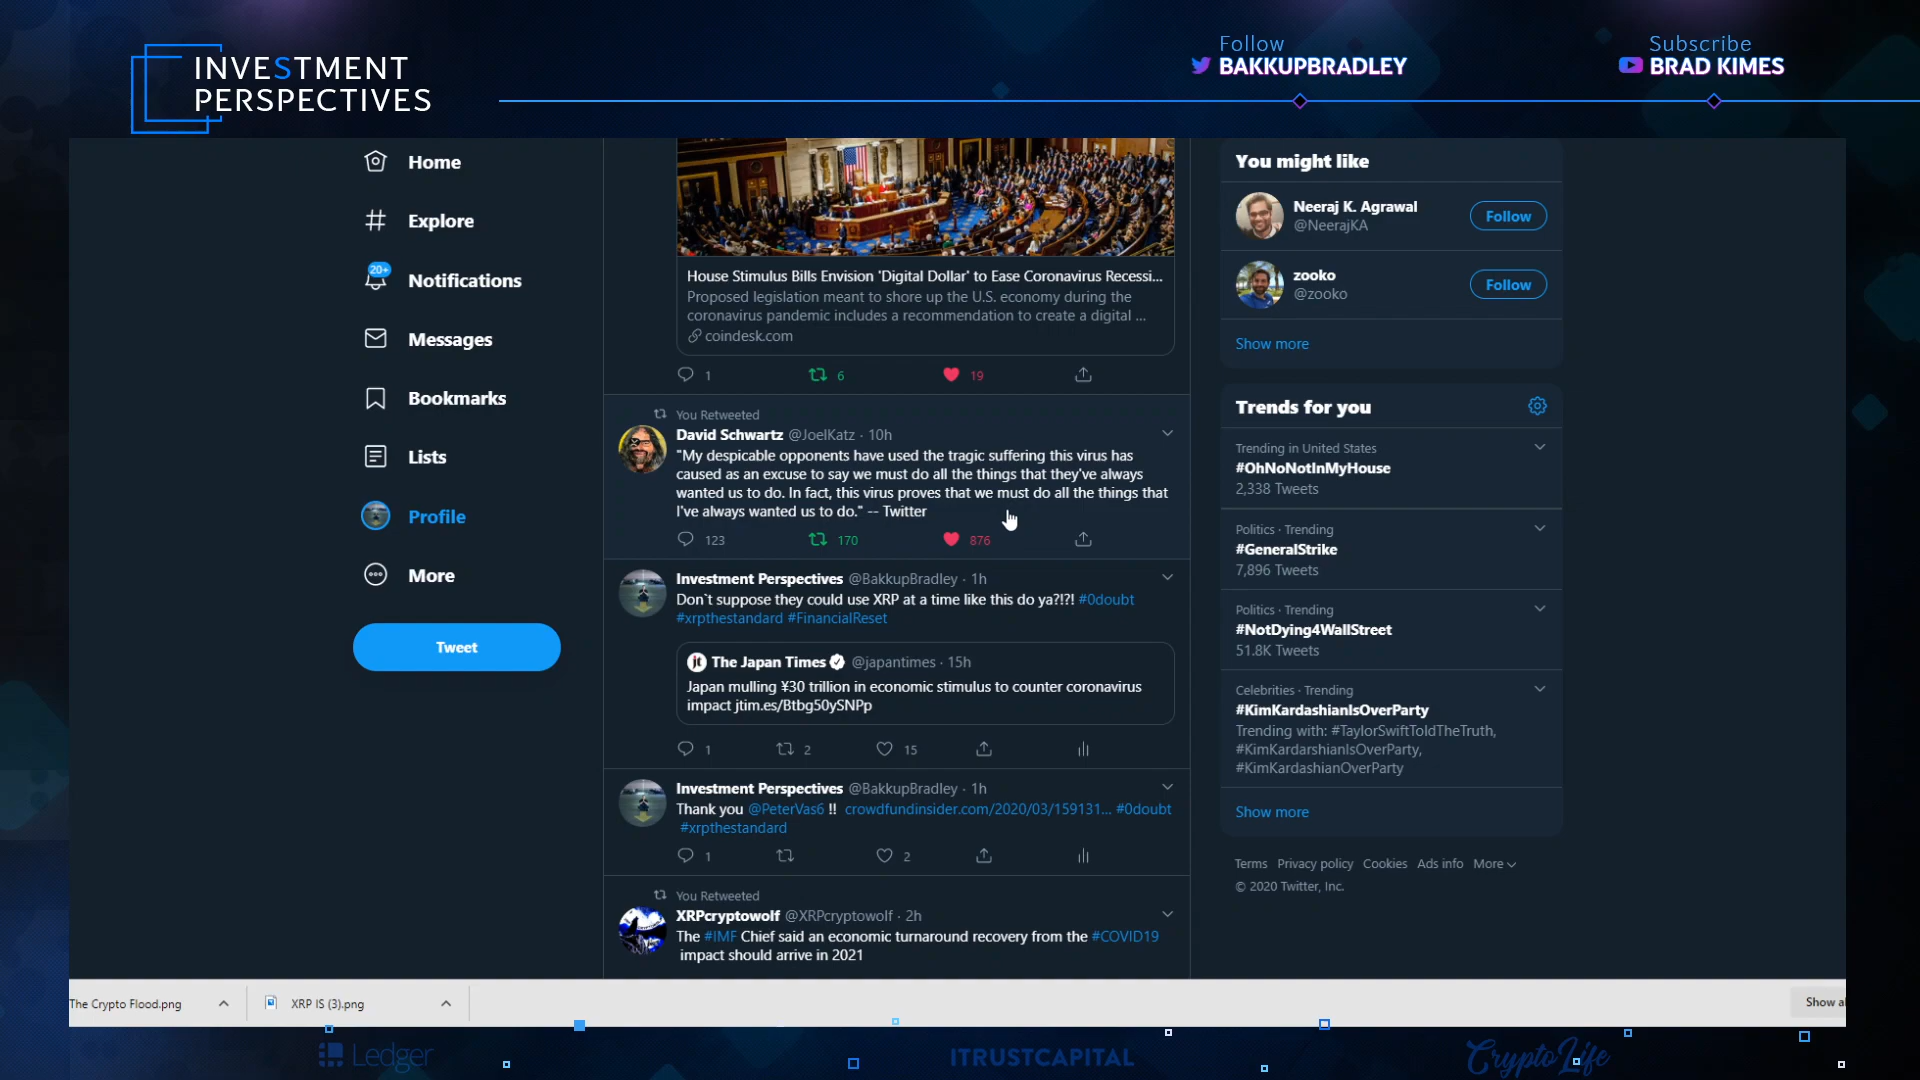 INVESTMENT
PERSPECTIVES
Follow
BAKKUPBRADLEY
Subscribe
BRAD KIMES
Home
Explore
20+
Notifications
Messages
Bookmarks
Lists
Profile
More
Tweet
House Stimulus Bills Envision 'Digital Dollar' to Ease Coronavirus Recessi...
Proposed legislation meant to shore up the U.S. economy during the
coronavirus pandemic includes a recommendation to create a digital ...
coindesk.com
1 6 19
You Retweeted
David Schwartz @JoelKatz · 10h
"My despicable opponents have used the tragic suffering this virus has
caused as an excuse to say we must do all the things that they've always
wanted us to do. In fact, this virus proves that we must do all the things that
I've always wanted us to do." -- Twitter
123 170 876
Investment Perspectives @BakkupBradley · 1h
Don`t suppose they could use XRP at a time like this do ya?!?! #0doubt
#xrpthestandard #FinancialReset
jt The Japan Times @japantimes · 15h
Japan mulling ¥30 trillion in economic stimulus to counter coronavirus
impact jtim.es/Btbg50ySNPp
1 2 15
Investment Perspectives @BakkupBradley · 1h
Thank you @PeterVas6 !! crowdfundinsider.com/2020/03/159131... #0doubt
#xrpthestandard
1 2
You Retweeted
XRPcryptowolf @XRPcryptowolf · 2h
The #IMF Chief said an economic turnaround recovery from the #COVID19
impact should arrive in 2021
You might like
Neeraj K. Agrawal
@NeerajKA
Follow
zooko
@zooko
Follow
Show more
Trends for you
Trending in United States
#OhNoNotInMyHouse
2,338 Tweets
Politics · Trending
#GeneralStrike
7,896 Tweets
Politics · Trending
#NotDying4WallStreet
51.8K Tweets
Celebrities · Trending
#KimKardashianIsOverParty
Trending with: #TaylorSwiftToldTheTruth,
#KimKardarshianIsOverParty,
#KimKardashianOverParty
Show more
Terms Privacy policy Cookies Ads info More
© 2020 Twitter, Inc.
The Crypto Flood.png
XRP IS (3).png
Show al
Ledger
ITRUSTCAPITAL
CryptoLife